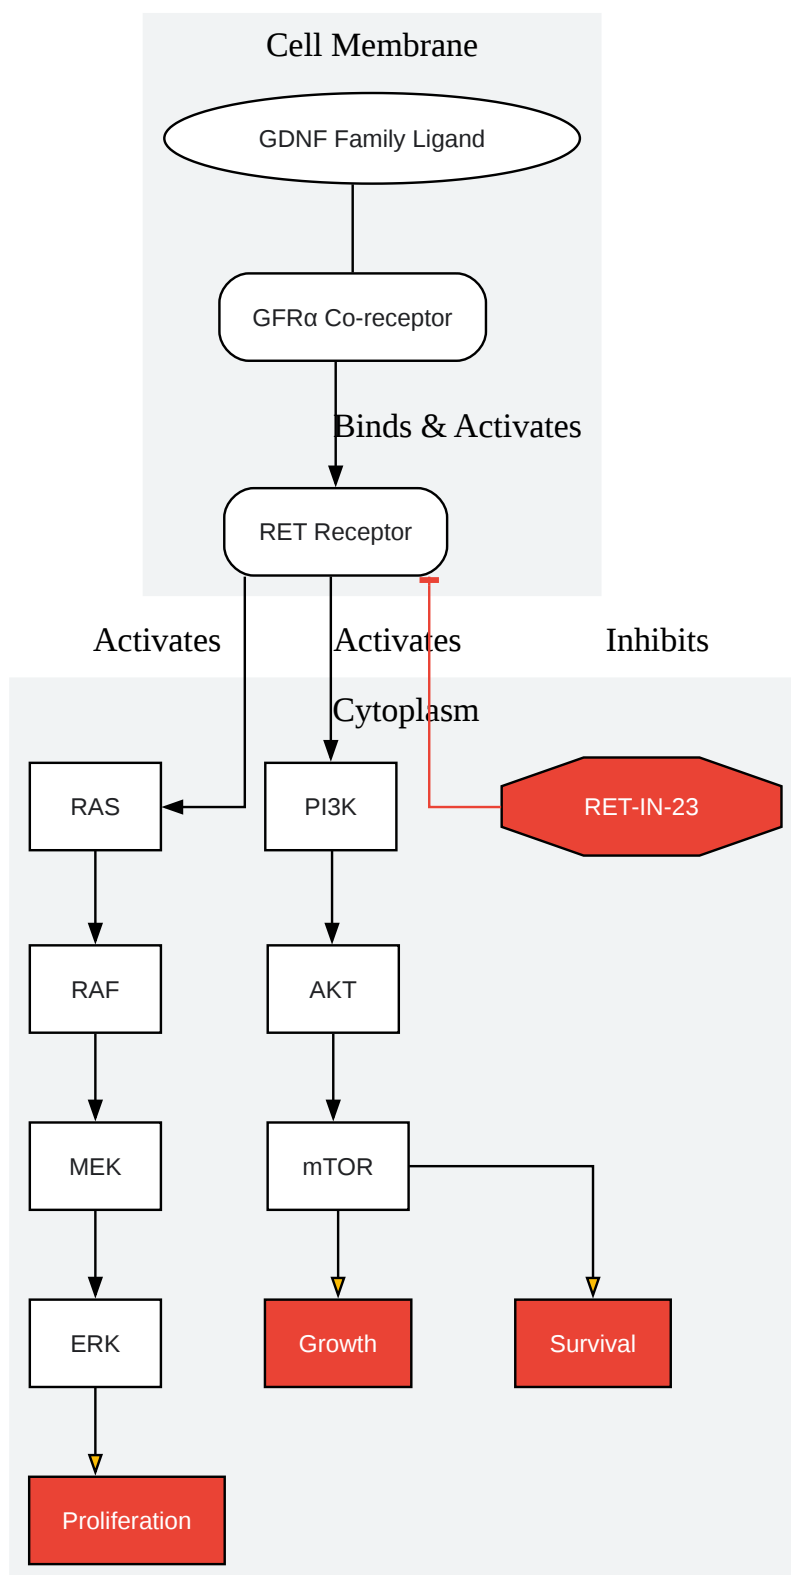 Cell Membrane
GDNF Family Ligand
GFRα Co-receptor
Binds & Activates
RET Receptor
Activates
Activates
Inhibits
Cytoplasm
RAS
PI3K
RET-IN-23
RAF
AKT
MEK
mTOR
ERK
Growth
Survival
Proliferation